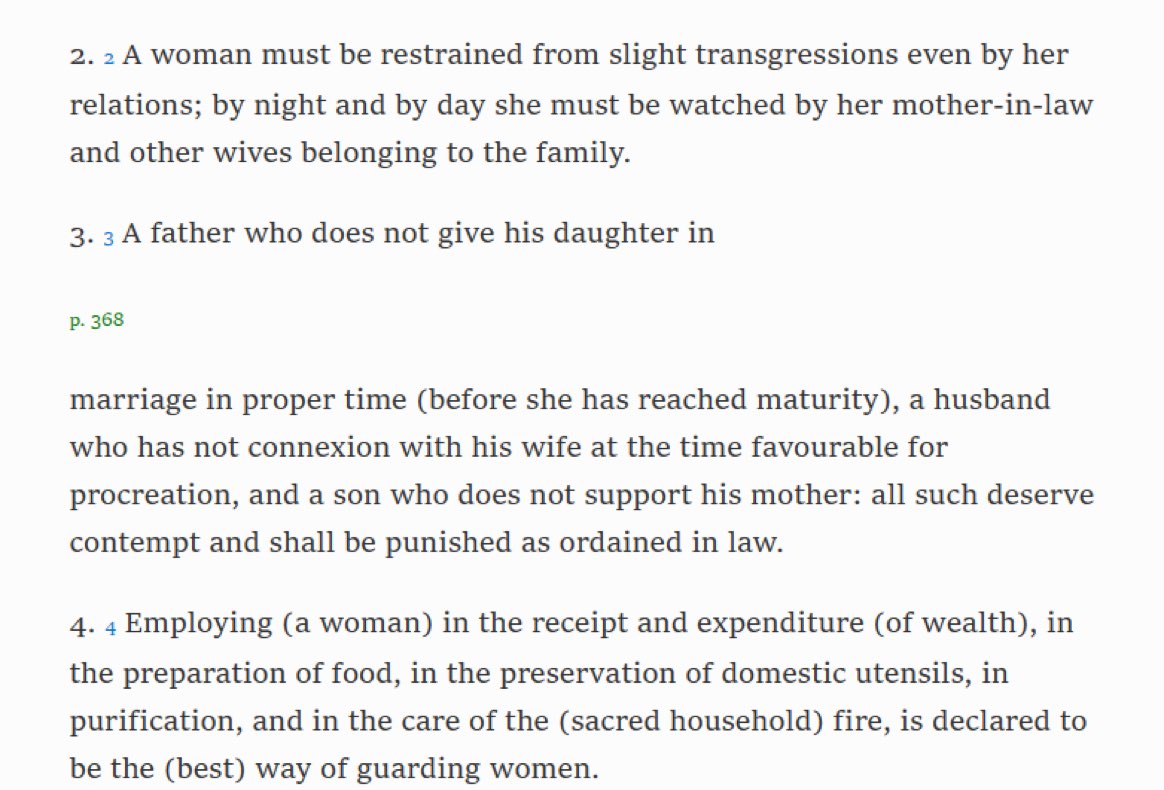 2. 2 A woman must be restrained from slight transgressions even by her
relations; by night and by day she must be watched by her mother-in-law
and other wives belonging to the family.
3. 3 A father who does not give his daughter in
p. 368
marriage in proper time (before she has reached maturity), a husband
who has not connexion with his wife at the time favourable for
procreation, and a son who does not support his mother: all such deserve
contempt and shall be punished as ordained in law.
4. 4 Employing (a woman) in the receipt and expenditure (of wealth), in
the preparation of food, in the preservation of domestic utensils, in
purification, and in the care of the (sacred household) fire, is declared to
be the (best) way of guarding women.